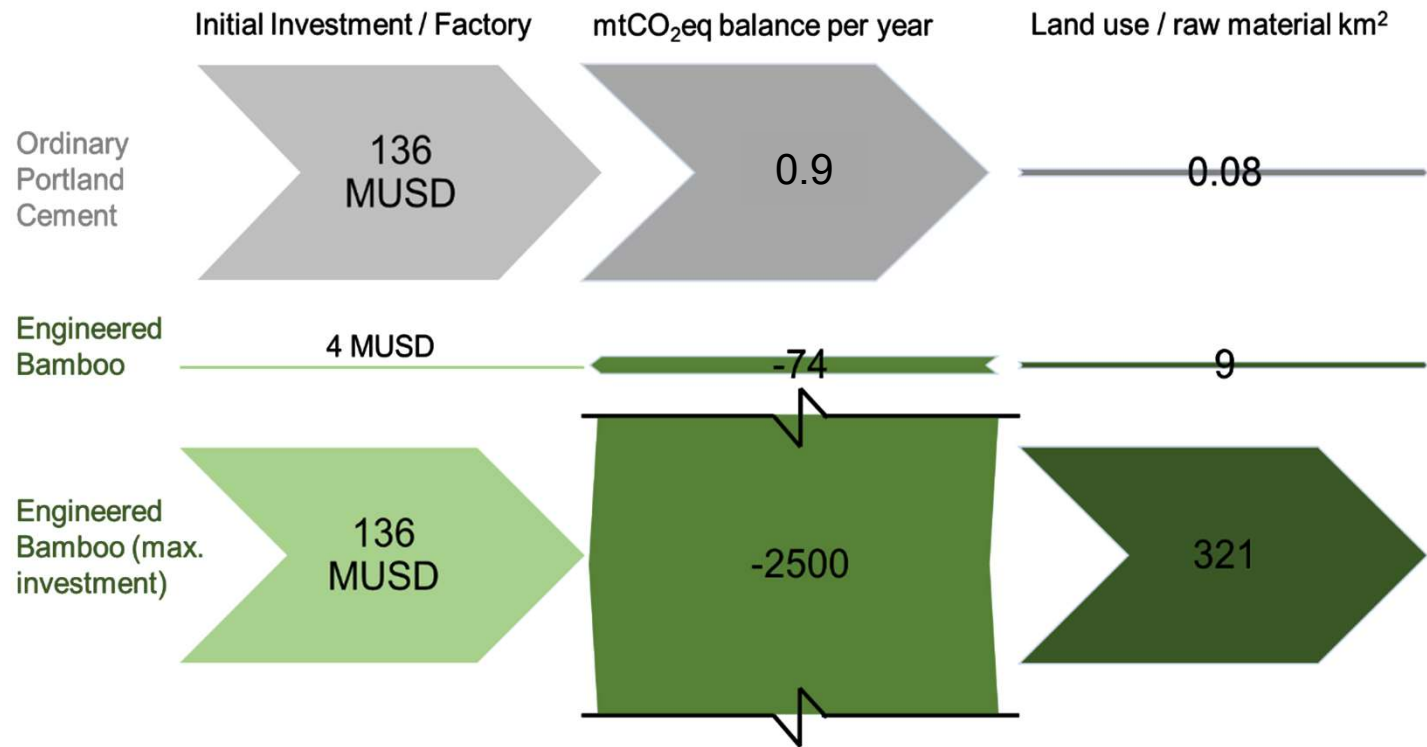 Initial Investment / Factory
mtCO₂eq balance per year
Land use / raw material km²
Ordinary
Portland
Cement
136
MUSD
0.9
0.08
Engineered
Bamboo
4 MUSD
-74
9
Engineered
Bamboo (max.
investment)
136
MUSD
-2500
321